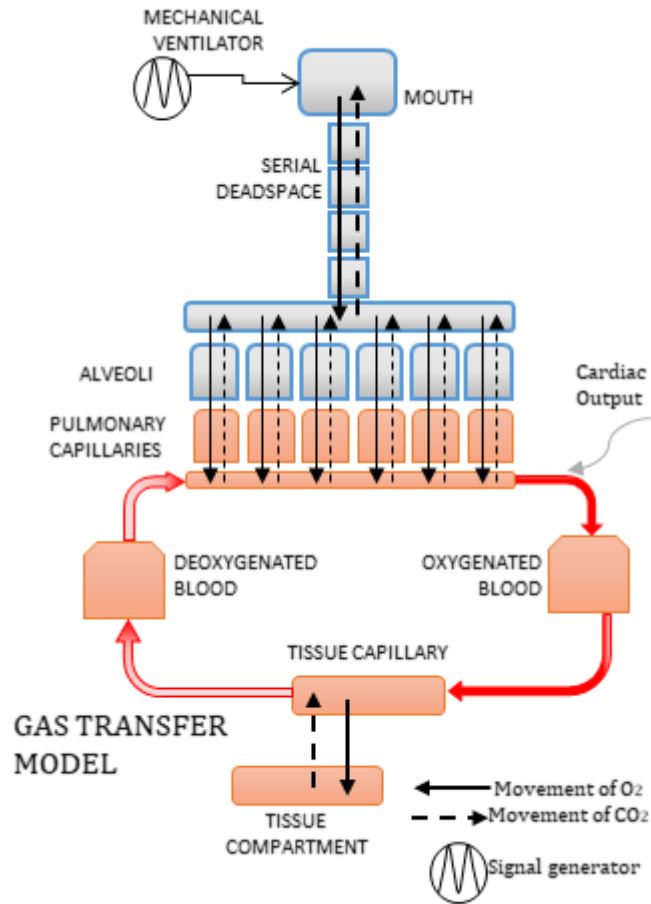 MECHANICAL
VENTILATOR
MOUTH
SERIAL
DEADSPACE
ALVEOLI
Cardiac
Output
PULMONARY
CAPILLARIES
DEOXYGENATED
BLOOD
OXYGENATED
BLOOD
TISSUE CAPILLARY
GAS TRANSFER
MODEL
TISSUE
COMPARTMENT
Movement of O2
Movement of CO2
Signal generator